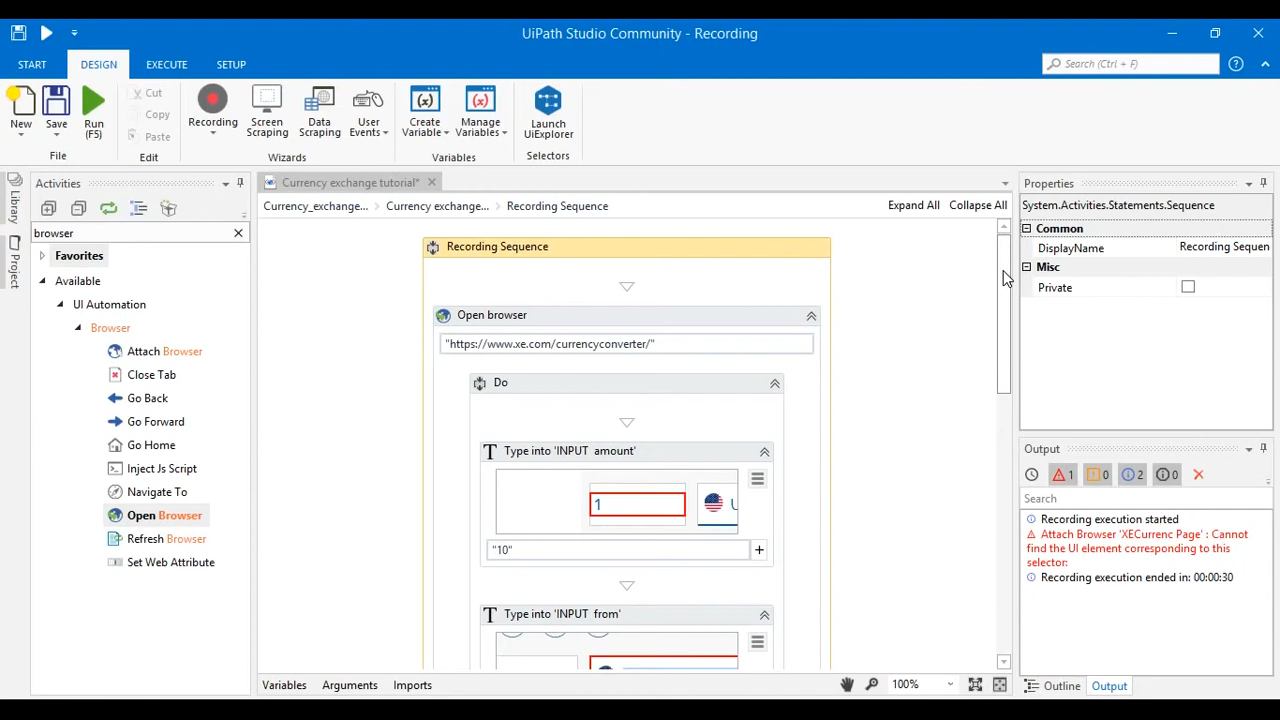 UiPath Studio Community - Recording
START
DESIGN
EXECUTE
SETUP
Search (Ctrl + F)
New
Save
Run
(F5)
Cut
Copy
Paste
Recording
Screen
Scraping
Data
Scraping
User
Events
Create
Variable
Manage
Variables
Launch
UiExplorer
File
Edit
Wizards
Variables
Selectors
Library
Project
Activities
browser
Favorites
Available
UI Automation
Browser
Attach Browser
Close Tab
Go Back
Go Forward
Go Home
Inject Js Script
Navigate To
Open Browser
Refresh Browser
Set Web Attribute
Currency exchange tutorial*
Currency_exchange...
Currency exchange...
Recording Sequence
Expand All
Collapse All
Recording Sequence
Open browser
"https://www.xe.com/currencyconverter/"
Do
Type into 'INPUT amount'
1
"10"
Type into 'INPUT from'
Variables
Arguments
Imports
100%
Properties
System.Activities.Statements.Sequence
Common
DisplayName Recording Sequen
Misc
Private
Output
1 0 2 0
Search
Recording execution started
Attach Browser 'XECurrenc Page' : Cannot
find the UI element corresponding to this
selector:
Recording execution ended in: 00:00:30
Outline
Output